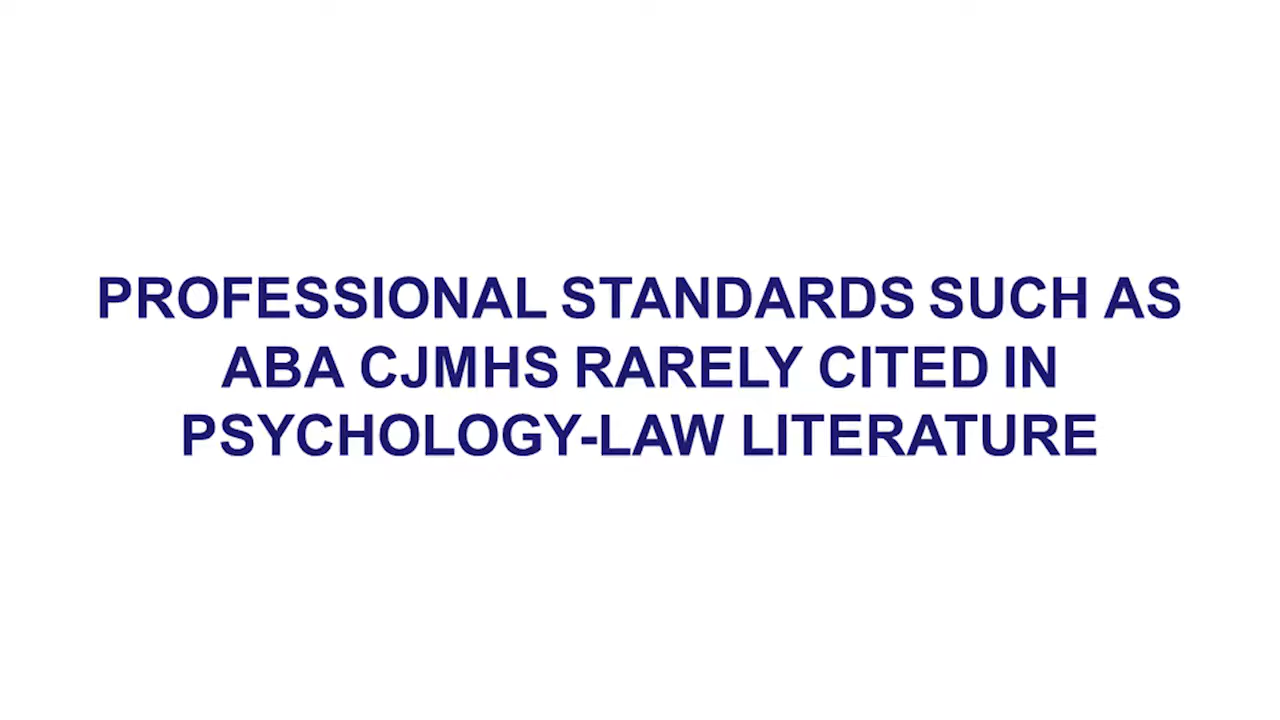 PROFESSIONAL STANDARDS SUCH AS
ABA CJMHS RARELY CITED IN
PSYCHOLOGY-LAW LITERATURE